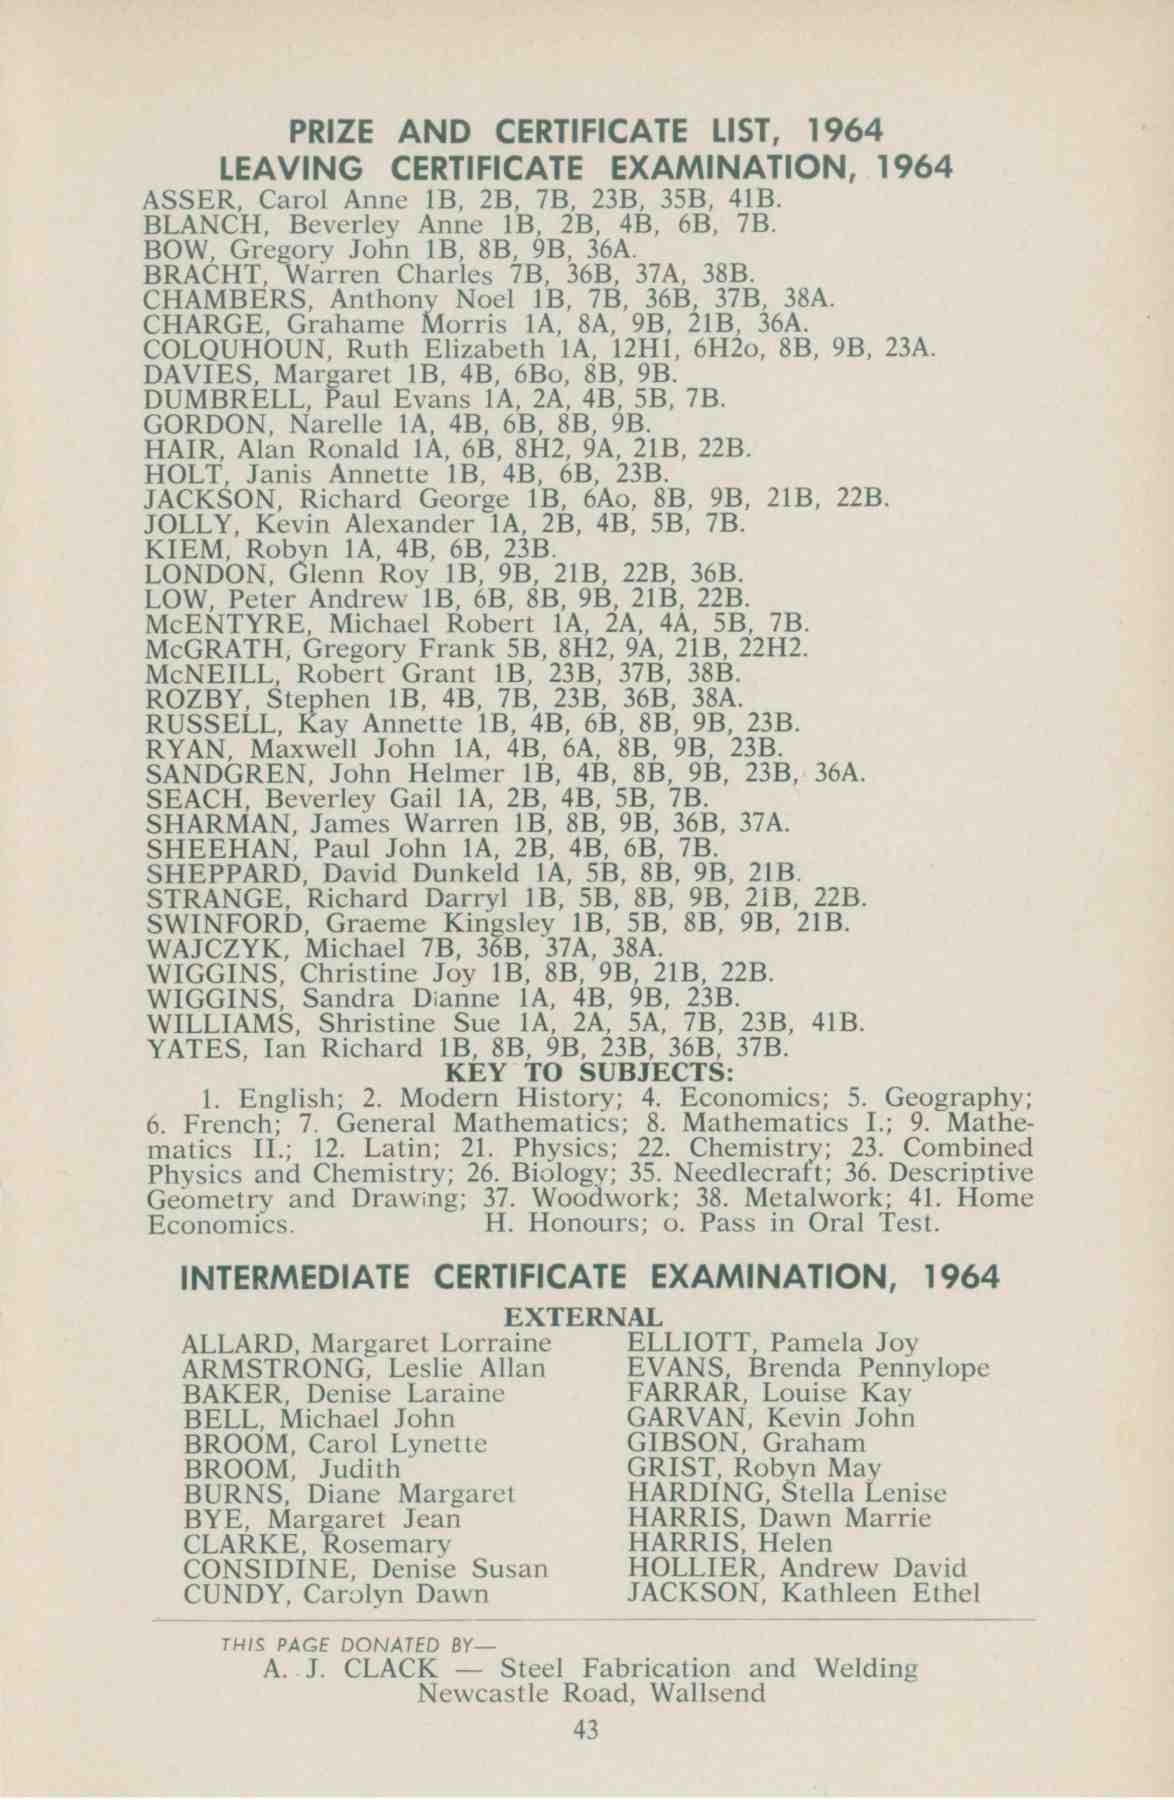 PRIZE AND CERTIFICATE LIST, 1964
LEAVING CERTIFICATE EXAMINATION, 1964
ASSER, Carol Anne 1B, 2B, 7B, 23B, 35B, 41B.
BLANCH, Beverley Anne 1B, 2B, 4B, 6B, 7B.
BOW, Gregory John 1B, 8B, 9B, 36A.
BRACHT, Warren Charles 7B, 36B, 37A, 38B.
CHAMBERS, Anthony Noel 1B, 7B, 36B, 37B, 38A.
CHARGE, Grahame Morris 1A, 8A, 9B, 21B, 36A.
COLQUHOUN, Ruth Elizabeth 1A, 12H1, 6H2o, 8B, 9B, 23A.
DAVIES, Margaret 1B, 4B, 6Bo, 8B, 9B.
DUMBRELL, Paul Evans 1A, 2A, 4B, 5B, 7B.
GORDON, Narelle 1A, 4B, 6B, 8B, 9B.
HAIR, Alan Ronald 1A, 6B, 8H2, 9A, 21B, 22B.
HOLT, Janis Annette 1B, 4B, 6B, 23B.
JACKSON, Richard George 1B, 6Ao, 8B, 9B, 21B, 22B.
JOLLY, Kevin Alexander 1A, 2B, 4B, 5B, 7B.
KIEM, Robyn 1A, 4B, 6B, 23B.
LONDON, Glenn Roy 1B, 9B, 21B, 22B, 36B.
LOW, Peter Andrew 1B, 6B, 8B, 9B, 21B, 22B.
McENTYRE, Michael Robert 1A, 2A, 4A, 5B, 7B.
McGRATH, Gregory Frank 5B, 8H2, 9A, 21B, 22H2.
McNEILL, Robert Grant 1B, 23B, 37B, 38B.
ROZBY, Stephen 1B, 4B, 7B, 23B, 36B, 38A.
RUSSELL, Kay Annette 1B, 4B, 6B, 8B, 9B, 23B.
RYAN, Maxwell John 1A, 4B, 6A, 8B, 9B, 23B.
SANDGREN, John Helmer 1B, 4B, 8B, 9B, 23B, 36A.
SEACH, Beverley Gail 1A, 2B, 4B, 5B, 7B.
SHARMAN, James Warren 1B, 8B, 9B, 36B, 37A.
SHEEHAN, Paul John 1A, 2B, 4B, 6B, 7B.
SHEPPARD, David Dunkeld 1A, 5B, 8B, 9B, 21B.
STRANGE, Richard Darryl 1B, 5B, 8B, 9B, 21B, 22B.
SWINFORD, Graeme Kingsley 1B, 5B, 8B, 9B, 21B.
WAJCZYK, Michael 7B, 36B, 37A, 38A.
WIGGINS, Christine Joy 1B, 8B, 9B, 21B, 22B.
WIGGINS, Sandra Dianne 1A, 4B, 9B, 23B.
WILLIAMS, Shristine Sue 1A, 2A, 5A, 7B, 23B, 41B.
YATES, Ian Richard 1B, 8B, 9B, 23B, 36B, 37B.
KEY TO SUBJECTS:
1. English; 2. Modern History; 4. Economics; 5. Geography;
6. French; 7. General Mathematics; 8. Mathematics I.; 9. Mathe-
matics II.; 12. Latin; 21. Physics; 22. Chemistry; 23. Combined
Physics and Chemistry; 26. Biology; 35. Needlecraft; 36. Descriptive
Geometry and Drawing; 37. Woodwork; 38. Metalwork; 41. Home
Economics. H. Honours; o. Pass in Oral Test.
INTERMEDIATE CERTIFICATE EXAMINATION, 1964
EXTERNAL
ALLARD, Margaret Lorraine
ARMSTRONG, Leslie Allan
BAKER, Denise Laraine
BELL, Michael John
BROOM, Carol Lynette
BROOM, Judith
BURNS, Diane Margaret
BYE, Margaret Jean
CLARKE, Rosemary
CONSIDINE, Denise Susan
CUNDY, Carolyn Dawn
ELLIOTT, Pamela Joy
EVANS, Brenda Pennylope
FARRAR, Louise Kay
GARVAN, Kevin John
GIBSON, Graham
GRIST, Robyn May
HARDING, Stella Lenise
HARRIS, Dawn Marrie
HARRIS, Helen
HOLLIER, Andrew David
JACKSON, Kathleen Ethel
THIS PAGE DONATED BY—
A. J. CLACK — Steel Fabrication and Welding
Newcastle Road, Wallsend
43